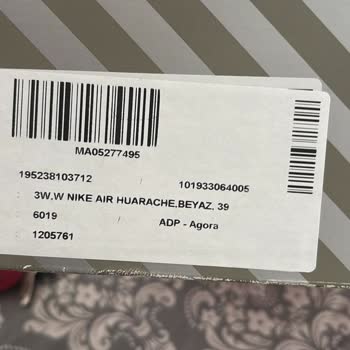 MA05277495
195238103712 101933064005
: 3W,W NIKE AIR HUARACHE,BEYAZ, 39
: 6019 / ADP - Agora
: 1205761